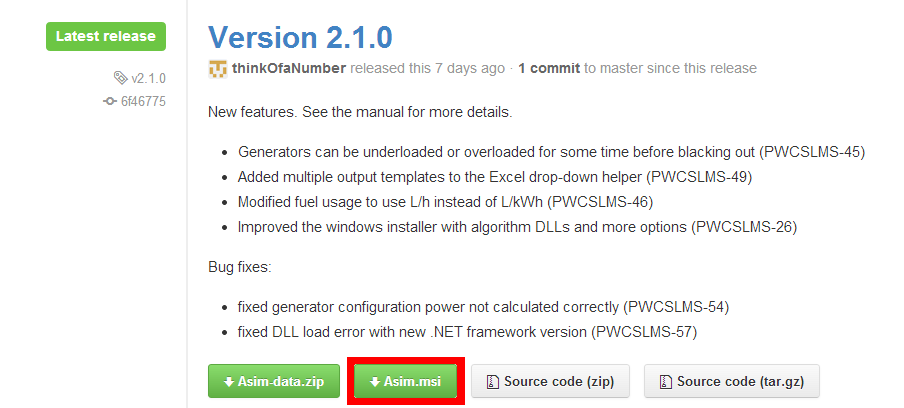 Latest release
v2.1.0
6f46775
Version 2.1.0
thinkOfaNumber released this 7 days ago · 1 commit to master since this release
New features. See the manual for more details.
• Generators can be underloaded or overloaded for some time before blacking out (PWCSLMS-45)
• Added multiple output templates to the Excel drop-down helper (PWCSLMS-49)
• Modified fuel usage to use L/h instead of L/kWh (PWCSLMS-46)
• Improved the windows installer with algorithm DLLs and more options (PWCSLMS-26)
Bug fixes:
• fixed generator configuration power not calculated correctly (PWCSLMS-54)
• fixed DLL load error with new .NET framework version (PWCSLMS-57)
Asim-data.zip Asim.msi Source code (zip) Source code (tar.gz)